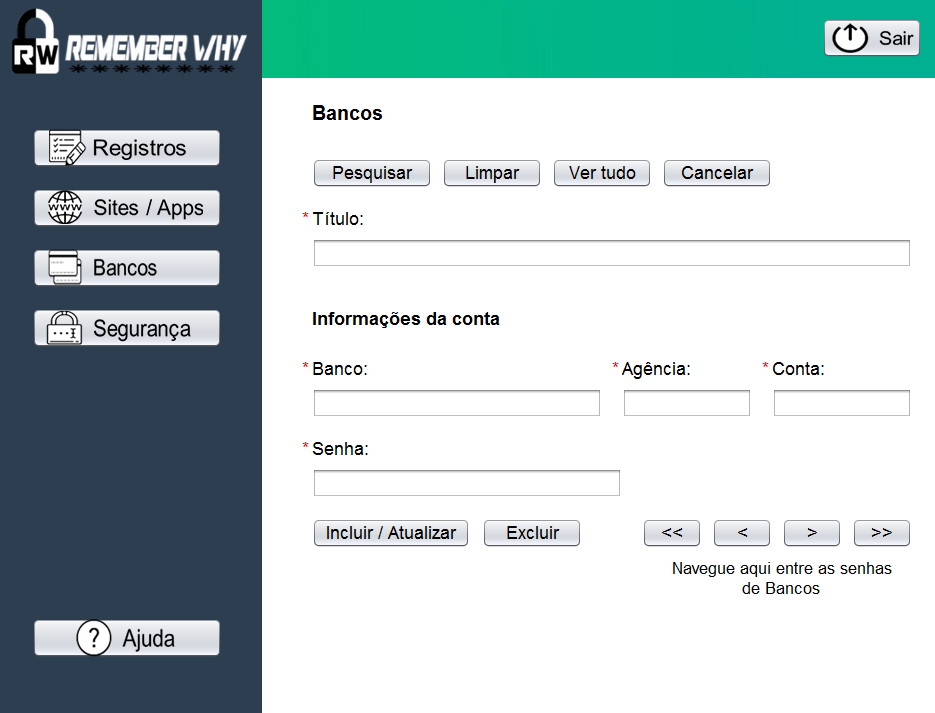 RW REMEMBER WHY
**********
Sair
Registros
WWW Sites / Apps
Bancos
Segurança
? Ajuda
Bancos
Pesquisar Limpar Ver tudo Cancelar
* Título:
Informações da conta
* Banco: * Agência: * Conta:
* Senha:
Incluir / Atualizar Excluir << < > >>
Navegue aqui entre as senhas
de Bancos